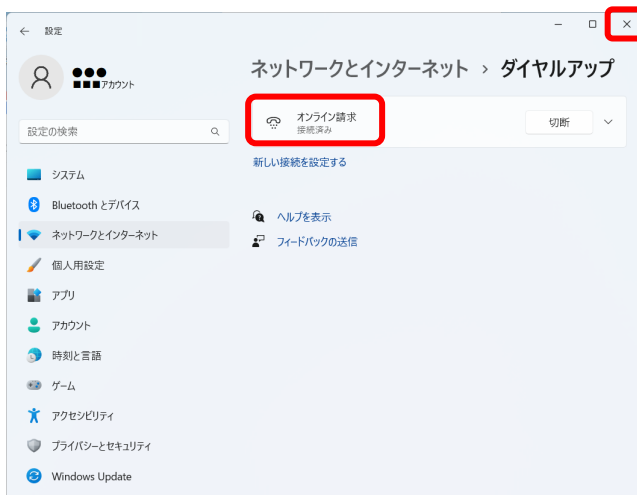 設定
●●●
■■■アカウント
設定の検索
システム
Bluetooth とデバイス
ネットワークとインターネット
個人用設定
アプリ
アカウント
時刻と言語
ゲーム
アクセシビリティ
プライバシーとセキュリティ
Windows Update
ネットワークとインターネット › ダイヤルアップ
オンライン請求
接続済み
切断
新しい接続を設定する
ヘルプを表示
フィードバックの送信